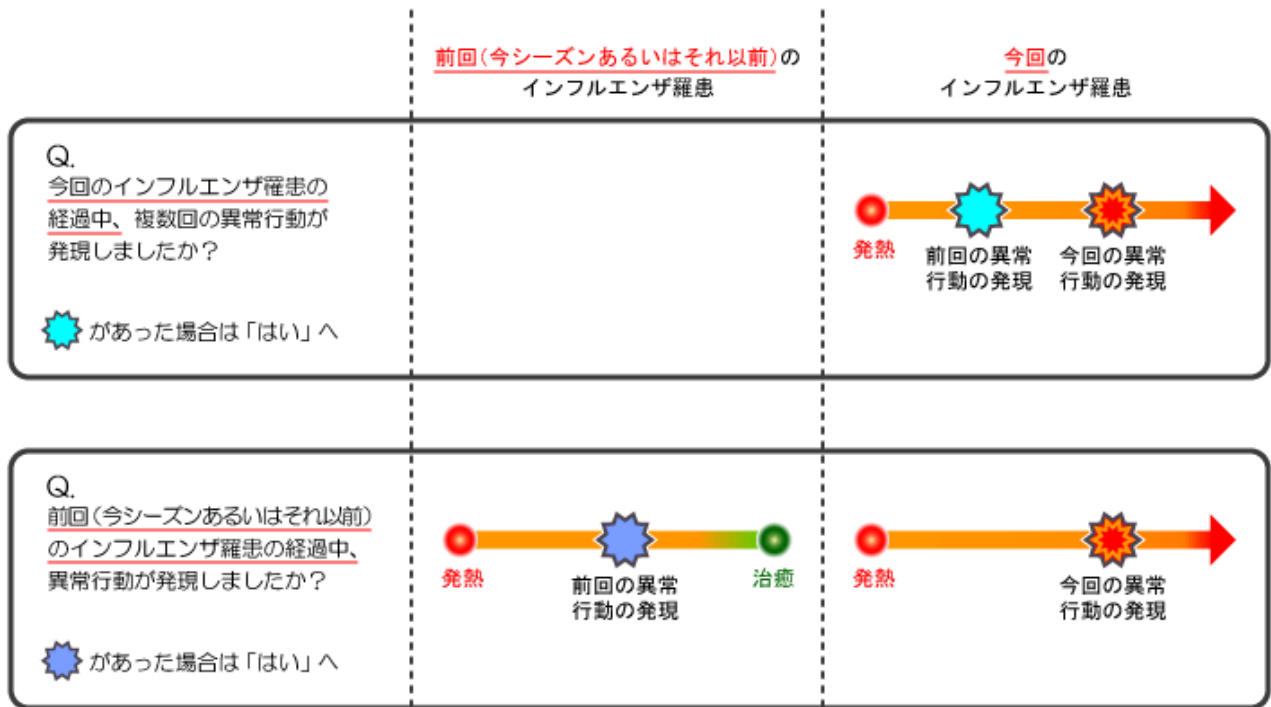 前回(今シーズンあるいはそれ以前)の
インフルエンザ羅患
今回の
インフルエンザ羅患
Q.
今回のインフルエンザ罹患の
経過中、複数回の異常行動が
発現しましたか？
があった場合は「はい」へ
発熱
前回の異常
行動の発現
今回の異常
行動の発現
Q.
前回(今シーズンあるいはそれ以前)
のインフルエンザ罹患の経過中、
異常行動が発現しましたか？
があった場合は「はい」へ
発熱
前回の異常
行動の発現
治癒
発熱
今回の異常
行動の発現